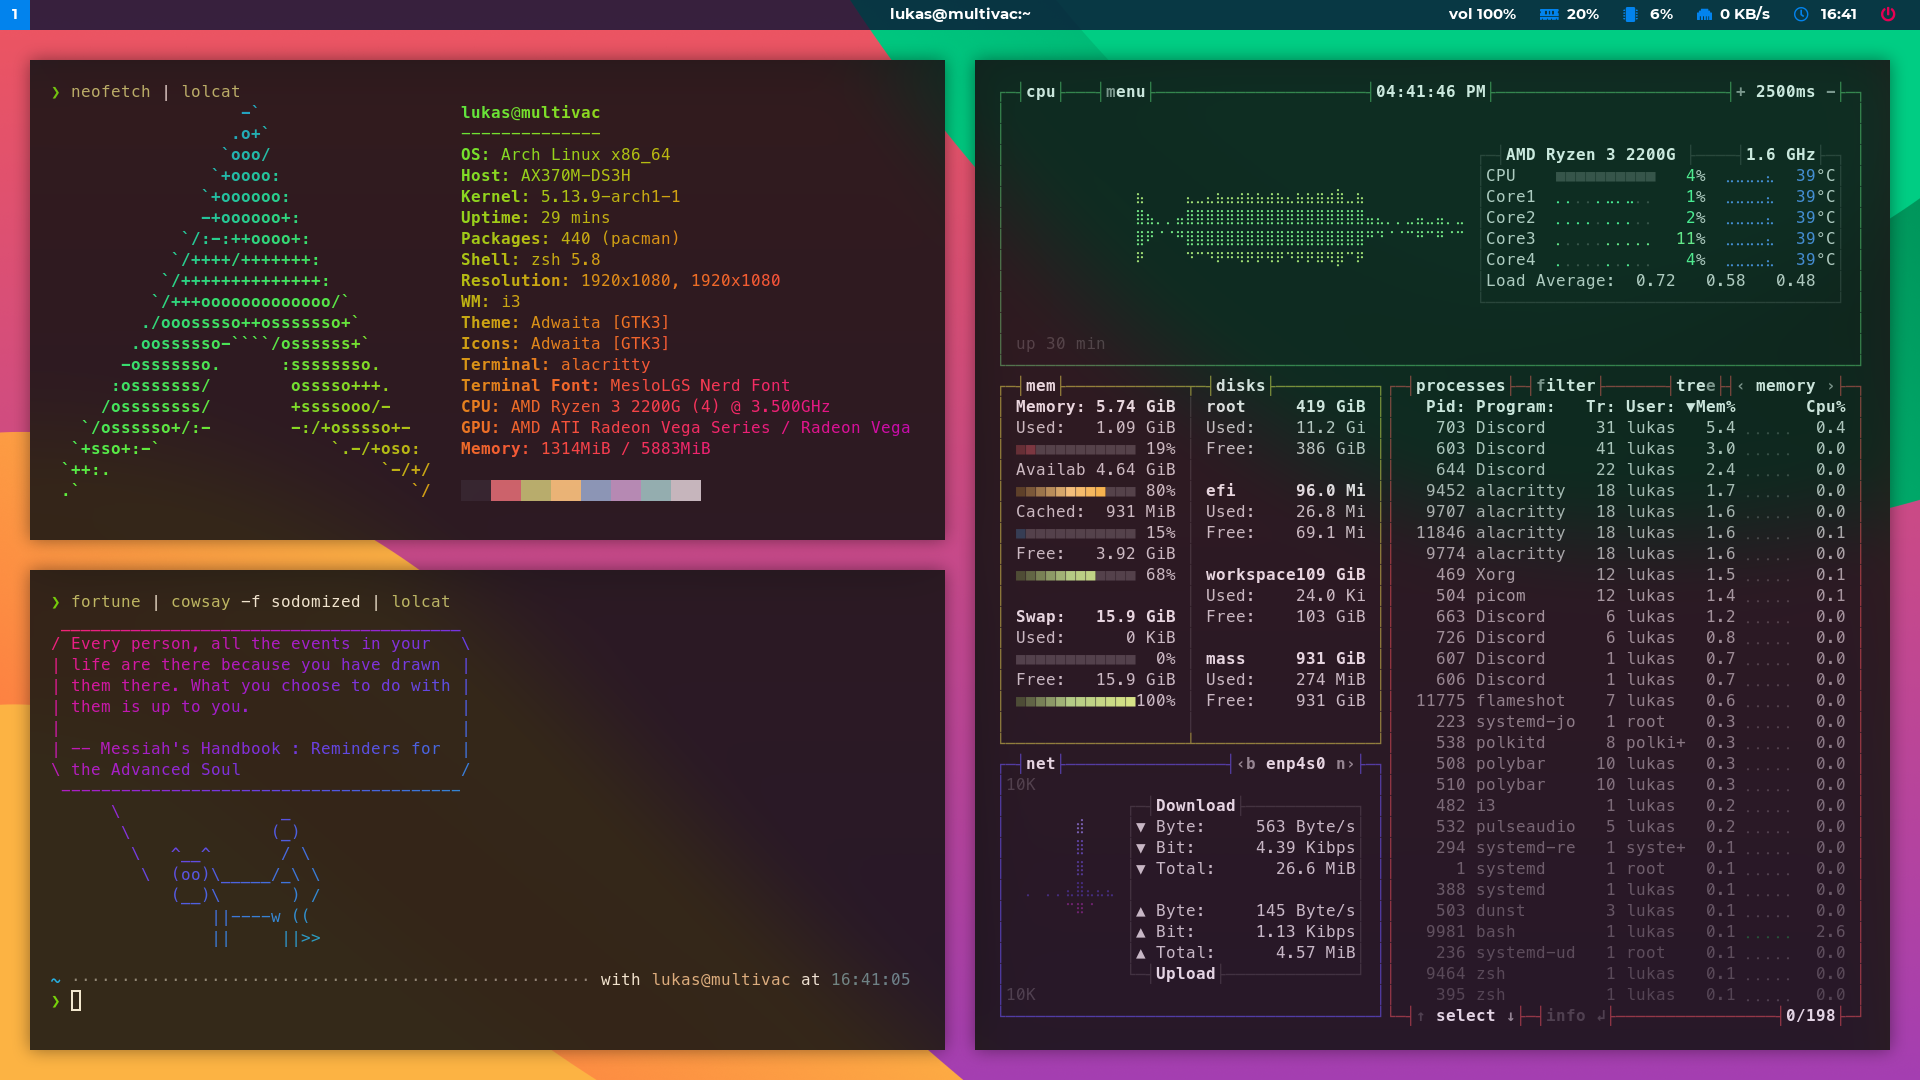 1
lukas@multivac:~
vol 100% 20% 6% 0 KB/s 16:41
❯ neofetch | lolcat
lukas@multivac
--------------
OS: Arch Linux x86_64
Host: AX370M-DS3H
Kernel: 5.13.9-arch1-1
Uptime: 29 mins
Packages: 440 (pacman)
Shell: zsh 5.8
Resolution: 1920x1080, 1920x1080
WM: i3
Theme: Adwaita [GTK3]
Icons: Adwaita [GTK3]
Terminal: alacritty
Terminal Font: MesloLGS Nerd Font
CPU: AMD Ryzen 3 2200G (4) @ 3.500GHz
GPU: AMD ATI Radeon Vega Series / Radeon Vega
Memory: 1314MiB / 5883MiB
❯ fortune | cowsay -f sodomized | lolcat
/ Every person, all the events in your \
| life are there because you have drawn |
| them there. What you choose to do with |
| them is up to you. |
| |
| -- Messiah's Handbook : Reminders for |
\ the Advanced Soul /
~ with lukas@multivac at 16:41:05
❯
cpu menu 04:41:46 PM + 2500ms -
AMD Ryzen 3 2200G 1.6 GHz
CPU 4% 39°C
Core1 1% 39°C
Core2 2% 39°C
Core3 11% 39°C
Core4 4% 39°C
Load Average: 0.72 0.58 0.48
up 30 min
mem
Memory: 5.74 GiB
Used: 1.09 GiB
19%
Availab 4.64 GiB
80%
Cached: 931 MiB
15%
Free: 3.92 GiB
68%
Swap: 15.9 GiB
Used: 0 KiB
0%
Free: 15.9 GiB
100%
disks
root 419 GiB
Used: 11.2 Gi
Free: 386 GiB
efi 96.0 Mi
Used: 26.8 Mi
Free: 69.1 Mi
workspace109 GiB
Used: 24.0 Ki
Free: 103 GiB
mass 931 GiB
Used: 274 MiB
Free: 931 GiB
net ‹b enp4s0 n›
10K
Download
▼ Byte: 563 Byte/s
▼ Bit: 4.39 Kibps
▼ Total: 26.6 MiB
▲ Byte: 145 Byte/s
▲ Bit: 1.13 Kibps
▲ Total: 4.57 MiB
Upload
10K
processes filter tree ‹ memory ›
Pid: Program: Tr: User: ▼Mem% Cpu%
703 Discord 31 lukas 5.4 0.4
603 Discord 41 lukas 3.0 0.0
644 Discord 22 lukas 2.4 0.0
9452 alacritty 18 lukas 1.7 0.0
9707 alacritty 18 lukas 1.6 0.0
11846 alacritty 18 lukas 1.6 0.1
9774 alacritty 18 lukas 1.6 0.0
469 Xorg 12 lukas 1.5 0.1
504 picom 12 lukas 1.4 0.1
663 Discord 6 lukas 1.2 0.0
726 Discord 6 lukas 0.8 0.0
607 Discord 1 lukas 0.7 0.0
606 Discord 1 lukas 0.7 0.0
11775 flameshot 7 lukas 0.6 0.0
223 systemd-jo 1 root 0.3 0.0
538 polkitd 8 polki+ 0.3 0.0
508 polybar 10 lukas 0.3 0.0
510 polybar 10 lukas 0.3 0.0
482 i3 1 lukas 0.2 0.0
532 pulseaudio 5 lukas 0.2 0.0
294 systemd-re 1 syste+ 0.1 0.0
1 systemd 1 root 0.1 0.0
388 systemd 1 lukas 0.1 0.0
503 dunst 3 lukas 0.1 0.0
9981 bash 1 lukas 0.1 2.6
236 systemd-ud 1 root 0.1 0.0
9464 zsh 1 lukas 0.1 0.0
395 zsh 1 lukas 0.1 0.0
↑ select ↓ info ↲ 0/198